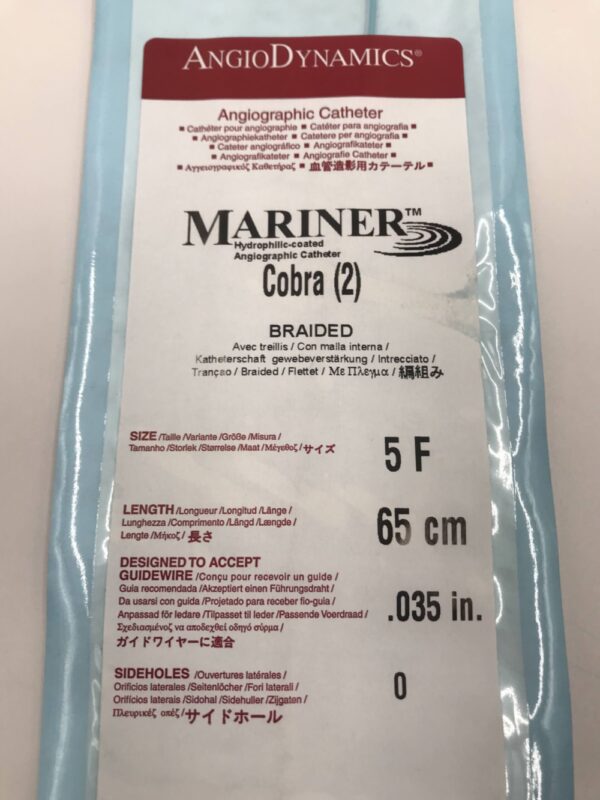 ANGIODYNAMICS®
Angiographic Catheter
■ Cathéter pour angiographie ■ Catéter para angiografía ■
■ Angiographiekatheter ■ Catetere per angiografia ■
■ Cateter angiográfico ■ Angiografikateter ■
■ Angiografikateter ■ Angiografie Catheter ■
■ Αγγειογραφικός Καθετήρας ■ 血管造影用カテーテル ■
MARINER™
Hydrophilic-coated
Angiographic Catheter
Cobra (2)
BRAIDED
Avec treillis / Con malla interna /
Katheterschaft gewebeverstärkung / Intrecciato /
Trançao / Braided / Flettet / Με Πλεγμα / 編組み
SIZE /Taille /Variante /Größe /Misura /
Tamanho /Storlek /Størrelse /Maat /Μέγεθος / サイズ
5 F
LENGTH /Longueur /Longitud /Länge /
Lunghezza /Comprimento /Längd /Længde /
Lengte /Μήκος / 長さ
65 cm
DESIGNED TO ACCEPT
GUIDEWIRE /Conçu pour recevoir un guide /
Guia recomendada /Akzeptiert einen Führungsdraht /
Da usarsi con guida /Projetado para receber fio-guia /
Anpassad för ledare /Tilpasset til leder /Passende Voerdraad /
Σχεδιασμένος να αποδεχθεί οδηγό σύρμα /
ガイドワイヤーに適合
.035 in.
SIDEHOLES /Ouvertures latérales /
Orificios laterales /Seitenlöcher /Fori laterali /
Orifícios laterais /Sidohal /Sidehuller /Zijgaten /
Πλευρικές οπές / サイドホール
0